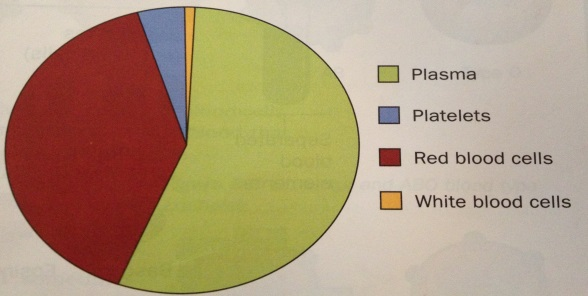 Plasma
Platelets
Red blood cells
White blood cells